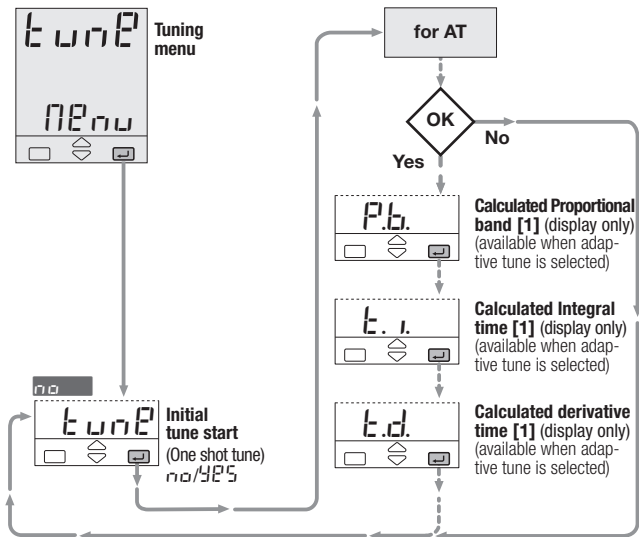 tunE
Tuning
menu
MEnu
no
tunE
Initial
tune start
(One shot tune)
no/YES
for AT
OK
No
Yes
P.b.
Calculated Proportional
band [1] (display only)
(available when adap-
tive tune is selected)
t.i.
Calculated Integral
time [1] (display only)
(available when adap-
tive tune is selected)
t.d.
Calculated derivative
time [1] (display only)
(available when adap-
tive tune is selected)